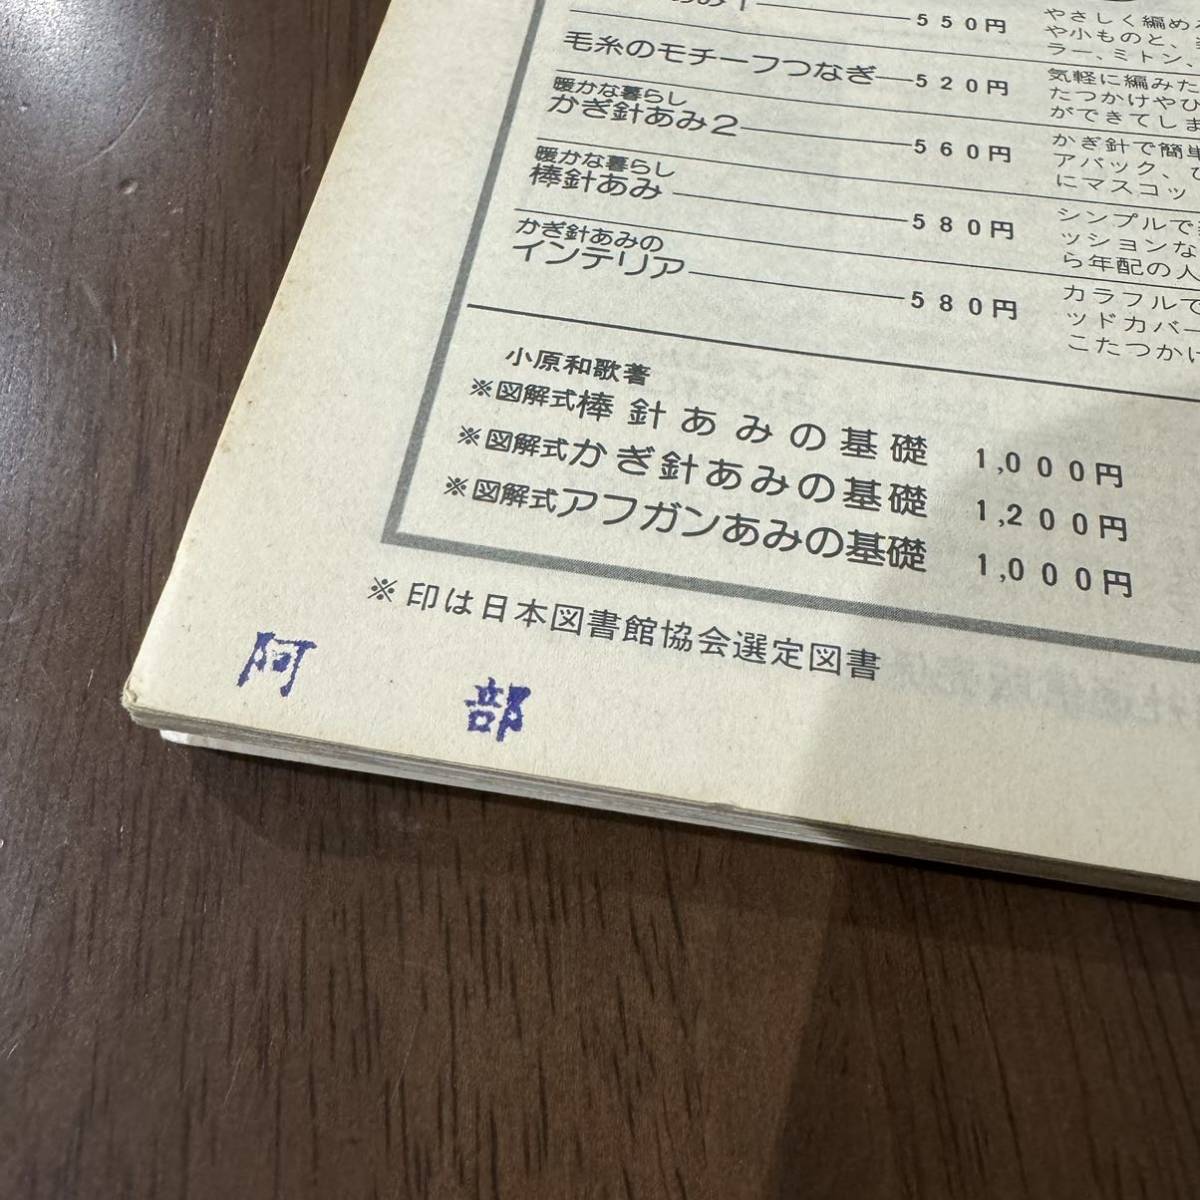 550円
毛糸のモチーフつなぎ 520円
暖かな暮らし
かぎ針あみ2 560円
暖かな暮らし
棒針あみ 580円
かぎ針あみの
インテリア 580円
やさしく編め
や小ものと、
ラー、ミトン、
気軽に編みた
たつかけやひ
ができてしま
かぎ針で簡単
アバック、ひ
にマスコッ
シンプルで
ッションな
ら年配の人
カラフルで
ッドカバー
こたつかけ
小原和歌著
※図解式棒針あみの基礎 1,000円
※図解式かぎ針あみの基礎 1,200円
※図解式アフガンあみの基礎 1,000円
※印は日本図書館協会選定図書
阿部